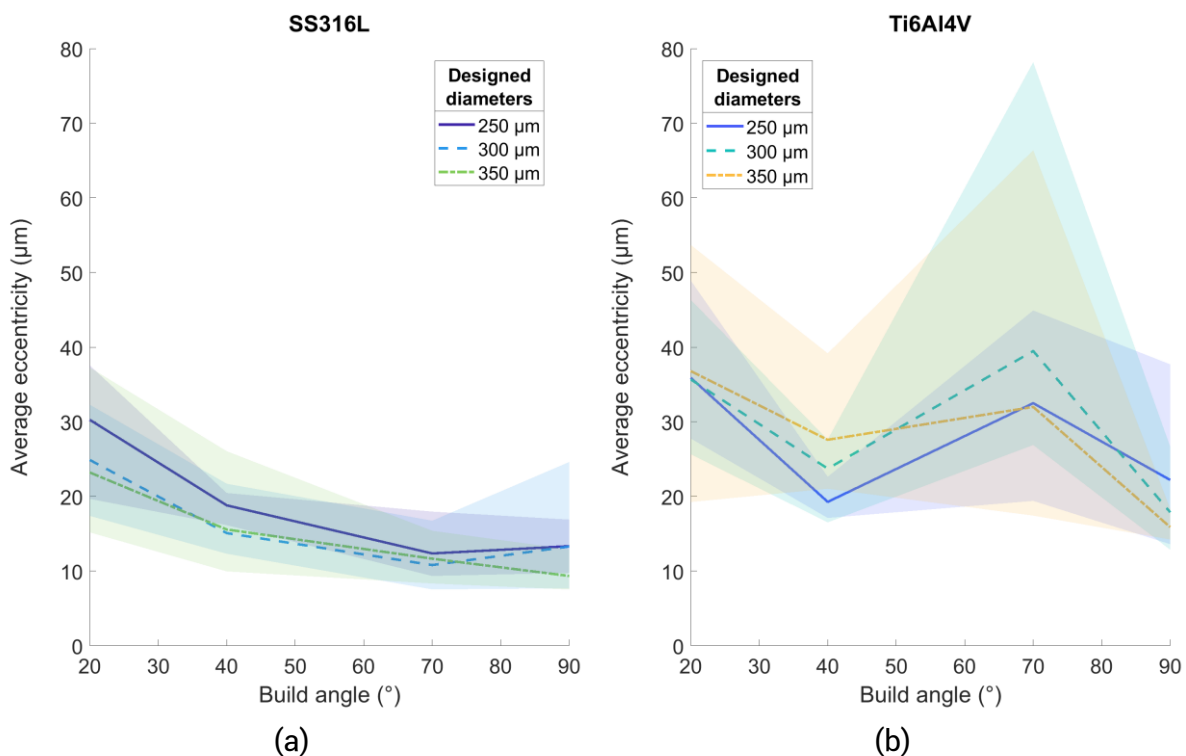 SS316L
80
70
60
50
40
30
20
10
0
Average eccentricity (µm)
Designed
diameters
250 µm
300 µm
350 µm
20 30 40 50 60 70 80 90
Build angle (°)
(a)
Ti6Al4V
80
70
60
50
40
30
20
10
0
Average eccentricity (µm)
Designed
diameters
250 µm
300 µm
350 µm
20 30 40 50 60 70 80 90
Build angle (°)
(b)